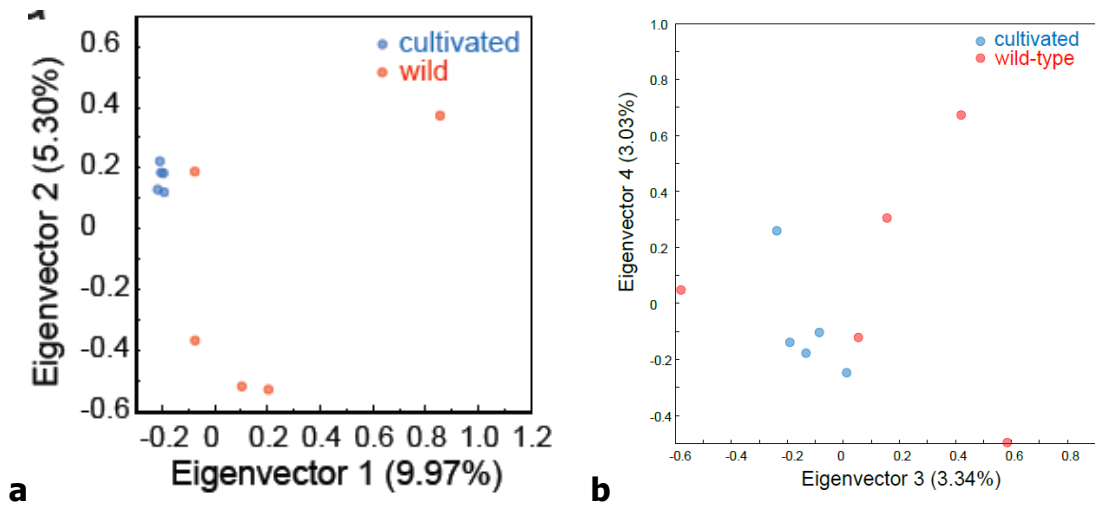 cultivated
wild
0.6
0.4
0.2
0
-0.2
-0.4
-0.6
Eigenvector 2 (5.30%)
-0.2 0 0.2 0.4 0.6 0.8 1.0 1.2
Eigenvector 1 (9.97%)
a
cultivated
wild-type
1.0
0.8
0.6
0.4
0.2
0
-0.2
-0.4
Eigenvector 4 (3.03%)
-0.6 -0.4 -0.2 0 0.2 0.4 0.6 0.8
Eigenvector 3 (3.34%)
b